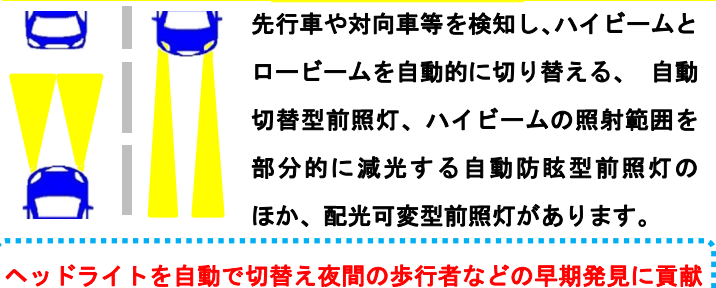 先行車や対向車等を検知し、ハイビームと
ロービームを自動的に切り替える、 自動
切替型前照灯、ハイビームの照射範囲を
部分的に減光する自動防眩型前照灯の
ほか、配光可変型前照灯があります。
ヘッドライトを自動で切替え夜間の歩行者などの早期発見に貢献